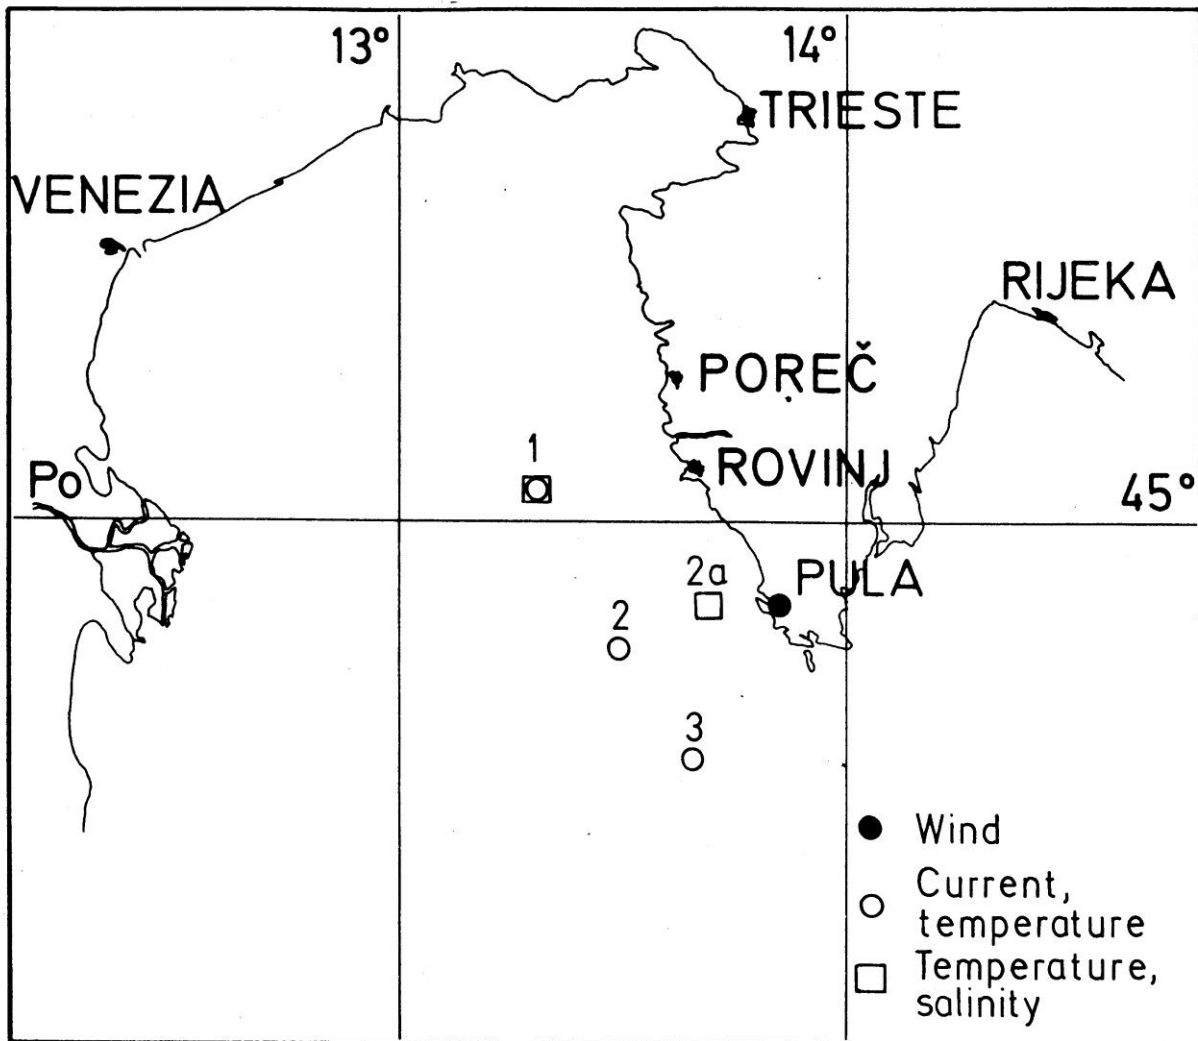 13°
14°
TRIESTE
VENEZIA
RIJEKA
POREČ
1
ROVINJ
Po
45°
2a
PULA
2
3
Wind
Current,
temperature
Temperature,
salinity